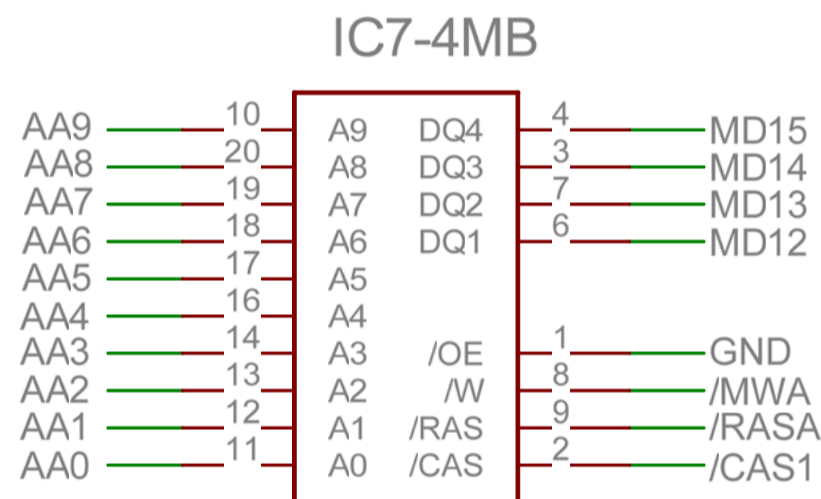 IC7-4MB
AA9 10 A9 DQ4 4 MD15
AA8 20 A8 DQ3 3 MD14
AA7 19 A7 DQ2 7 MD13
AA6 18 A6 DQ1 6 MD12
AA5 17 A5
AA4 16 A4
AA3 14 A3 /OE 1 GND
AA2 13 A2 /W 8 /MWA
AA1 12 A1 /RAS 9 /RASA
AA0 11 A0 /CAS 2 /CAS1